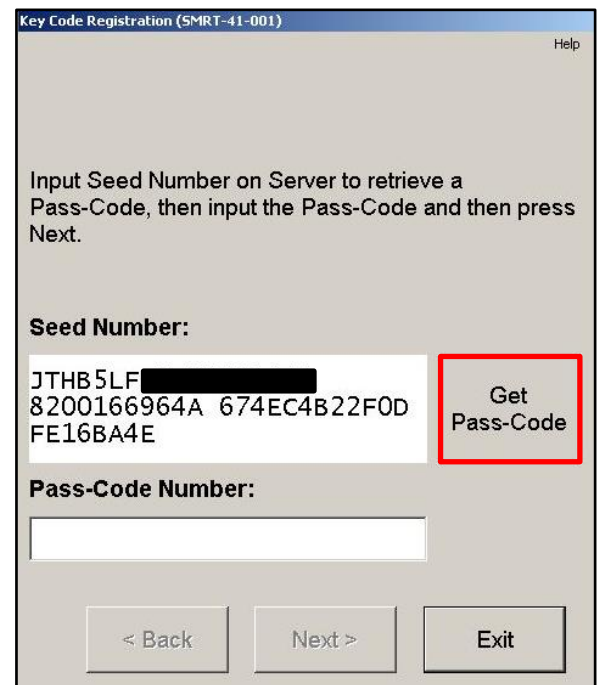 Key Code Registration (SMRT-41-001)
Help
Input Seed Number on Server to retrieve a
Pass-Code, then input the Pass-Code and then press
Next.
Seed Number:
JTHB5LF
8200166964A 674EC4B22F0D
FE16BA4E
Get
Pass-Code
Pass-Code Number:
< Back
Next >
Exit